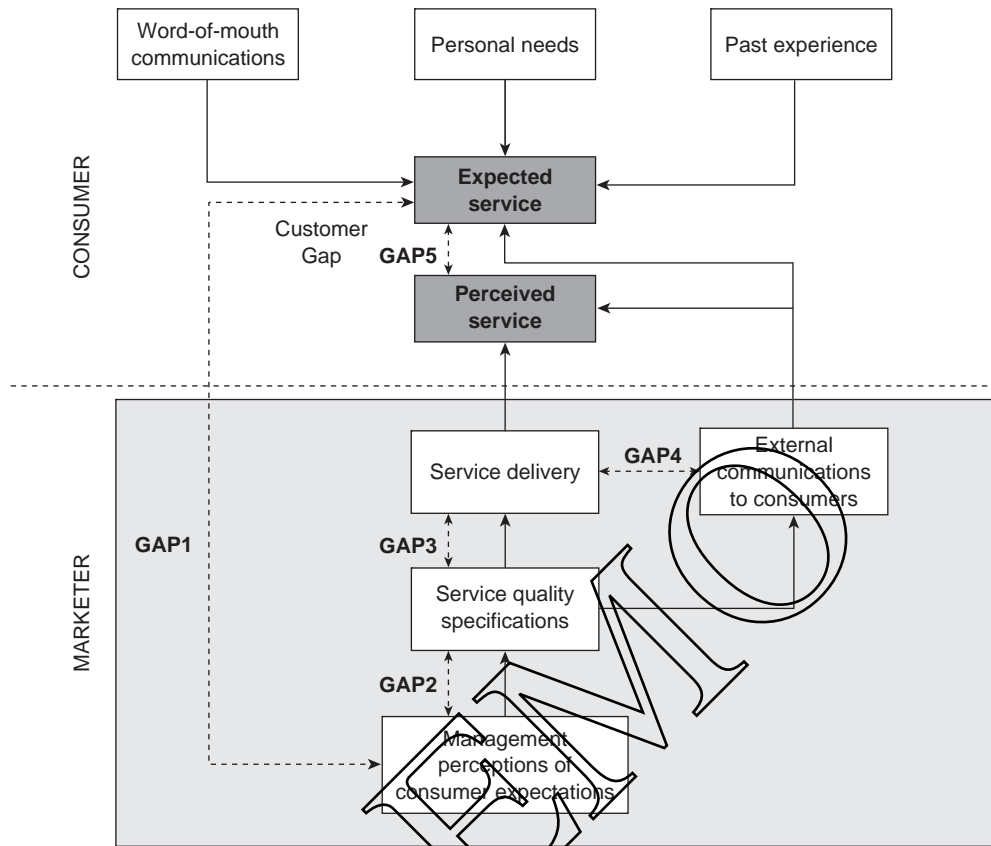 Word-of-mouth
communications
Personal needs
Past experience
CONSUMER
Expected
service
Customer
Gap
GAP5
Perceived
service
MARKETER
Service delivery
GAP4
External
communications
to consumers
GAP1
GAP3
Service quality
specifications
GAP2
Management
perceptions of
consumer expectations
EMO